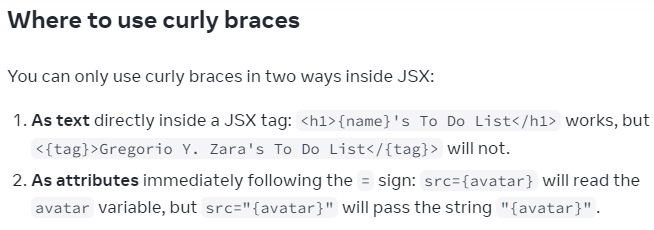 Where to use curly braces
You can only use curly braces in two ways inside JSX:
1. As text directly inside a JSX tag: <h1>{name}'s To Do List</h1> works, but
<{tag}>Gregorio Y. Zara's To Do List</{tag}> will not.
2. As attributes immediately following the = sign: src={avatar} will read the
avatar variable, but src="{avatar}" will pass the string "{avatar}".